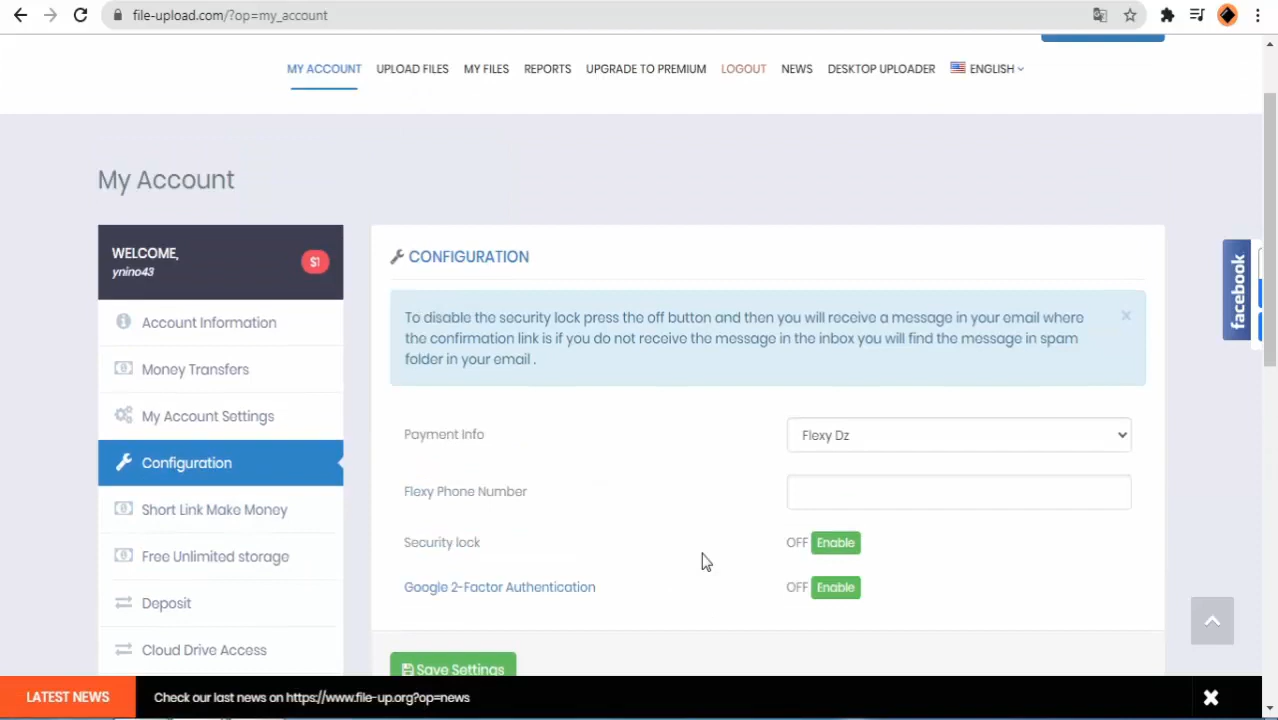 file-upload.com/?op=my_account
MY ACCOUNT UPLOAD FILES MY FILES REPORTS UPGRADE TO PREMIUM LOGOUT NEWS DESKTOP UPLOADER ENGLISH
My Account
WELCOME,
ynino43
$1
Account Information
Money Transfers
My Account Settings
Configuration
Short Link Make Money
Free Unlimited storage
Deposit
Cloud Drive Access
CONFIGURATION
To disable the security lock press the off button and then you will receive a message in your email where
the confirmation link is if you do not receive the message in the inbox you will find the message in spam
folder in your email .
×
Payment Info Flexy Dz
Flexy Phone Number
Security lock OFF Enable
Google 2-Factor Authentication OFF Enable
Save Settings
facebook
LATEST NEWS Check our last news on https://www.file-up.org?op=news